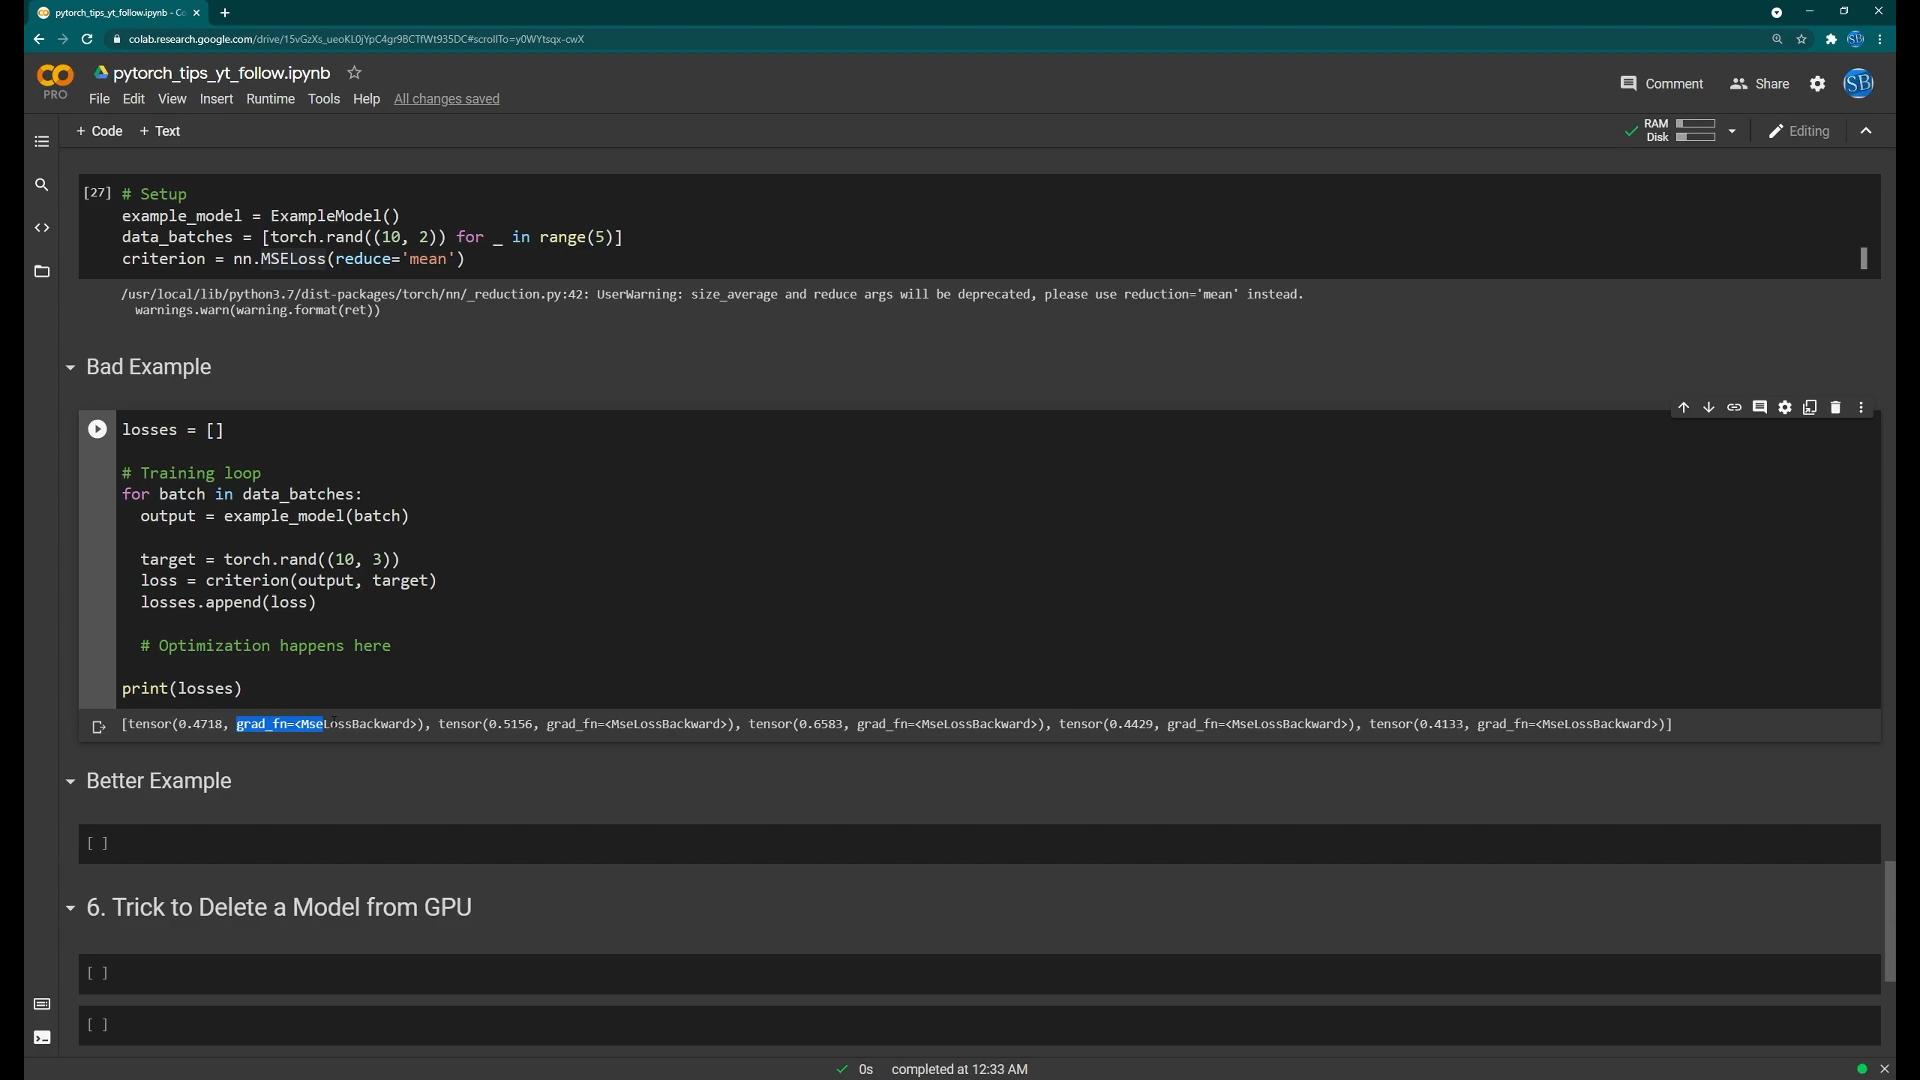 pytorch_tips_yt_follow.ipynb - Co
colab.research.google.com/drive/15vGzXs_ueoKL0jYpC4gr9BCTfWt935DC#scrollTo=y0WYtsqx-cwX
SB
PRO
pytorch_tips_yt_follow.ipynb
File Edit View Insert Runtime Tools Help All changes saved
Comment Share SB
+ Code + Text
RAM
Disk
Editing
[27] # Setup
example_model = ExampleModel()
data_batches = [torch.rand((10, 2)) for _ in range(5)]
criterion = nn.MSELoss(reduce='mean')
/usr/local/lib/python3.7/dist-packages/torch/nn/_reduction.py:42: UserWarning: size_average and reduce args will be deprecated, please use reduction='mean' instead.
warnings.warn(warning.format(ret))
Bad Example
losses = []
# Training loop
for batch in data_batches:
output = example_model(batch)
target = torch.rand((10, 3))
loss = criterion(output, target)
losses.append(loss)
# Optimization happens here
print(losses)
[tensor(0.4718, grad_fn=<MseLossBackward>), tensor(0.5156, grad_fn=<MseLossBackward>), tensor(0.6583, grad_fn=<MseLossBackward>), tensor(0.4429, grad_fn=<MseLossBackward>), tensor(0.4133, grad_fn=<MseLossBackward>)]
Better Example
[ ]
6. Trick to Delete a Model from GPU
[ ]
[ ]
0s completed at 12:33 AM